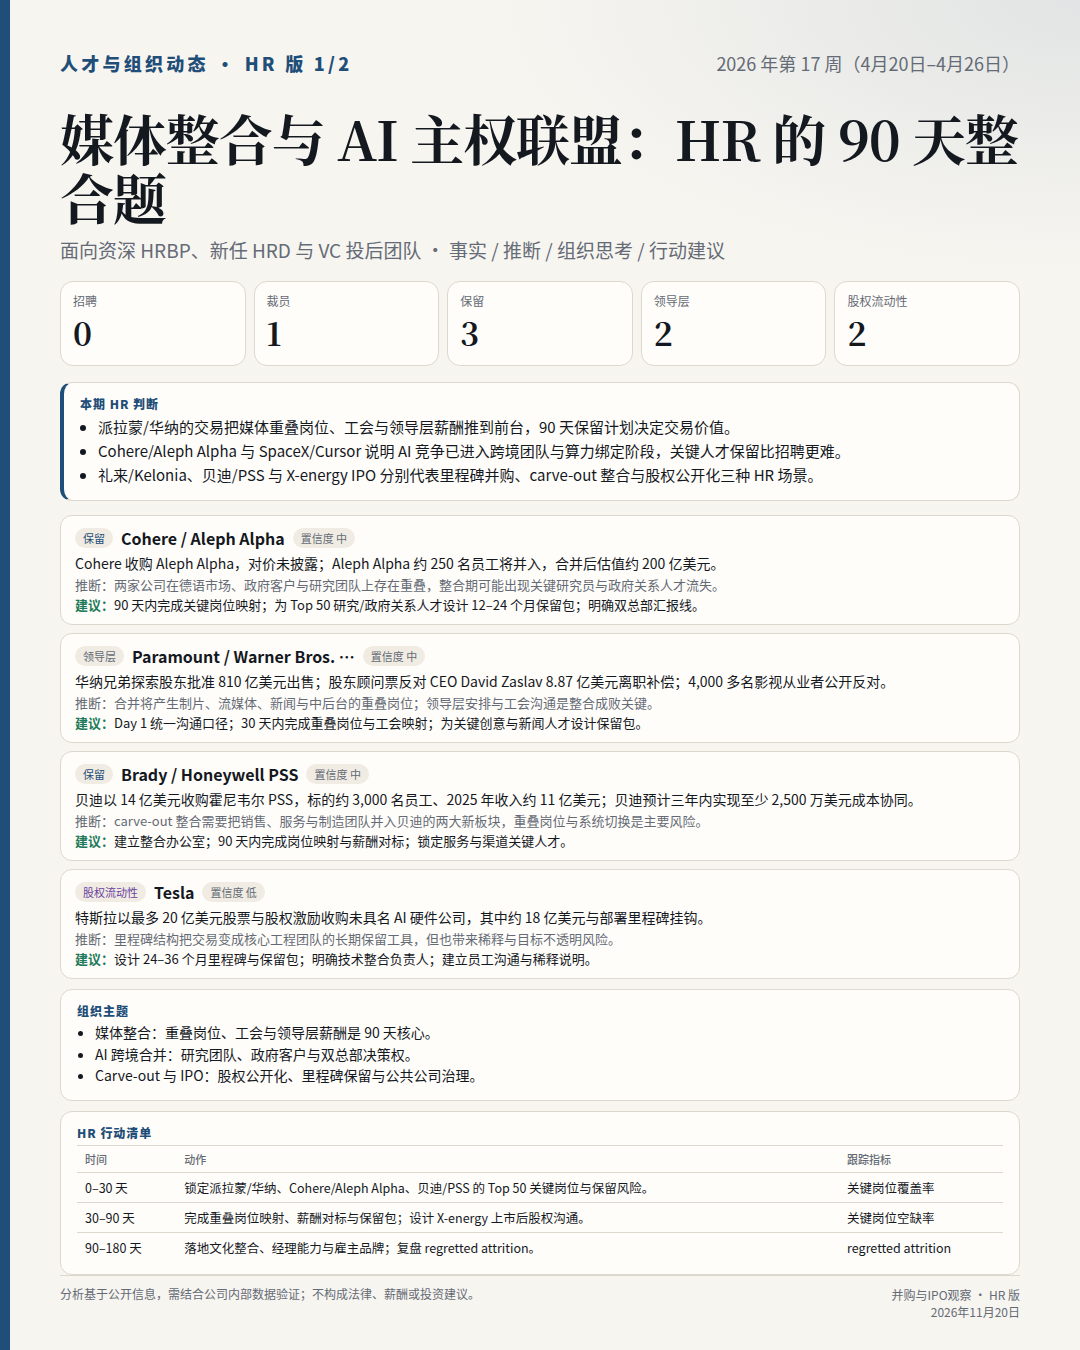 人才与组织动态 · HR 版 1/2
2026 年第 17 周（4月20日–4月26日）
媒体整合与 AI 主权联盟：HR 的 90 天整
合题
面向资深 HRBP、新任 HRD 与 VC 投后团队 · 事实 / 推断 / 组织思考 / 行动建议
招聘
0
裁员
1
保留
3
领导层
2
股权流动性
2
本期 HR 判断
• 派拉蒙/华纳的交易把媒体重叠岗位、工会与领导层薪酬推到前台，90 天保留计划决定交易价值。
• Cohere/Aleph Alpha 与 SpaceX/Cursor 说明 AI 竞争已进入跨境团队与算力绑定阶段，关键人才保留比招聘更难。
• 礼来/Kelonia、贝迪/PSS 与 X-energy IPO 分别代表里程碑并购、carve-out 整合与股权公开化三种 HR 场景。
保留 Cohere / Aleph Alpha 置信度 中
Cohere 收购 Aleph Alpha，对价未披露；Aleph Alpha 约 250 名员工将并入，合并后估值约 200 亿美元。
推断：两家公司在德语市场、政府客户与研究团队上存在重叠，整合期可能出现关键研究员与政府关系人才流失。
建议：90 天内完成关键岗位映射；为 Top 50 研究/政府关系人才设计 12–24 个月保留包；明确双总部汇报线。
领导层 Paramount / Warner Bros. … 置信度 中
华纳兄弟探索股东批准 810 亿美元出售；股东顾问票反对 CEO David Zaslav 8.87 亿美元离职补偿；4,000 多名影视从业者公开反对。
推断：合并将产生制片、流媒体、新闻与中后台的重叠岗位；领导层安排与工会沟通是整合成败关键。
建议：Day 1 统一沟通口径；30 天内完成重叠岗位与工会映射；为关键创意与新闻人才设计保留包。
保留 Brady / Honeywell PSS 置信度 中
贝迪以 14 亿美元收购霍尼韦尔 PSS，标的约 3,000 名员工、2025 年收入约 11 亿美元；贝迪预计三年内实现至少 2,500 万美元成本协同。
推断：carve-out 整合需要把销售、服务与制造团队并入贝迪的两大新板块，重叠岗位与系统切换是主要风险。
建议：建立整合办公室；90 天内完成岗位映射与薪酬对标；锁定服务与渠道关键人才。
股权流动性 Tesla 置信度 低
特斯拉以最多 20 亿美元股票与股权激励收购未具名 AI 硬件公司，其中约 18 亿美元与部署里程碑挂钩。
推断：里程碑结构把交易变成核心工程团队的长期保留工具，但也带来稀释与目标不透明风险。
建议：设计 24–36 个月里程碑与保留包；明确技术整合负责人；建立员工沟通与稀释说明。
组织主题
• 媒体整合：重叠岗位、工会与领导层薪酬是 90 天核心。
• AI 跨境合并：研究团队、政府客户与双总部决策权。
• Carve-out 与 IPO：股权公开化、里程碑保留与公共公司治理。
HR 行动清单
时间 动作 跟踪指标
0–30 天 锁定派拉蒙/华纳、Cohere/Aleph Alpha、贝迪/PSS 的 Top 50 关键岗位与保留风险。 关键岗位覆盖率
30–90 天 完成重叠岗位映射、薪酬对标与保留包；设计 X-energy 上市后股权沟通。 关键岗位空缺率
90–180 天 落地文化整合、经理能力与雇主品牌；复盘 regretted attrition。 regretted attrition
分析基于公开信息，需结合公司内部数据验证；不构成法律、薪酬或投资建议。
并购与IPO观察 · HR 版
2026年11月20日